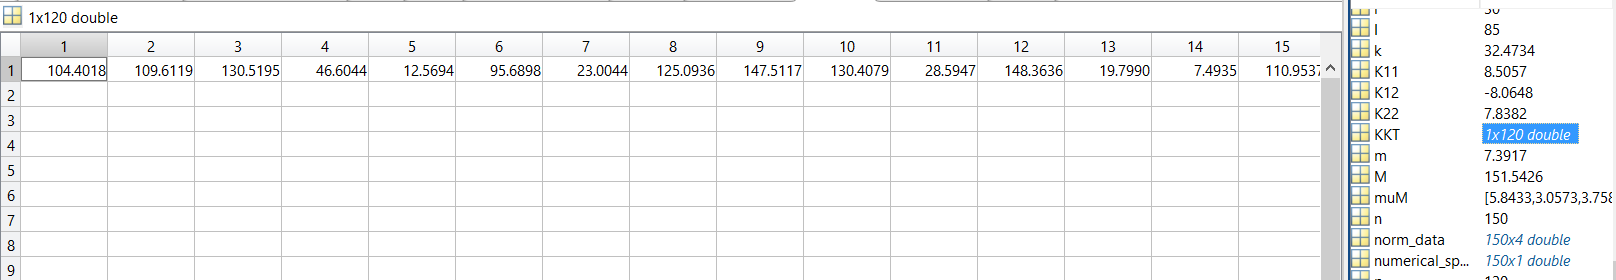 1x120 double
1 2 3 4 5 6 7 8 9 10 11 12 13 14 15
1 104.4018 109.6119 130.5195 46.6044 12.5694 95.6898 23.0044 125.0936 147.5117 130.4079 28.5947 148.3636 19.7990 7.4935 110.9537
2
3
4
5
6
7
8
9
l 85
k 32.4734
K11 8.5057
K12 -8.0648
K22 7.8382
KKT 1x120 double
m 7.3917
M 151.5426
muM [5.8433,3.0573,3.758
n 150
norm_data 150x4 double
numerical_sp... 150x1 double